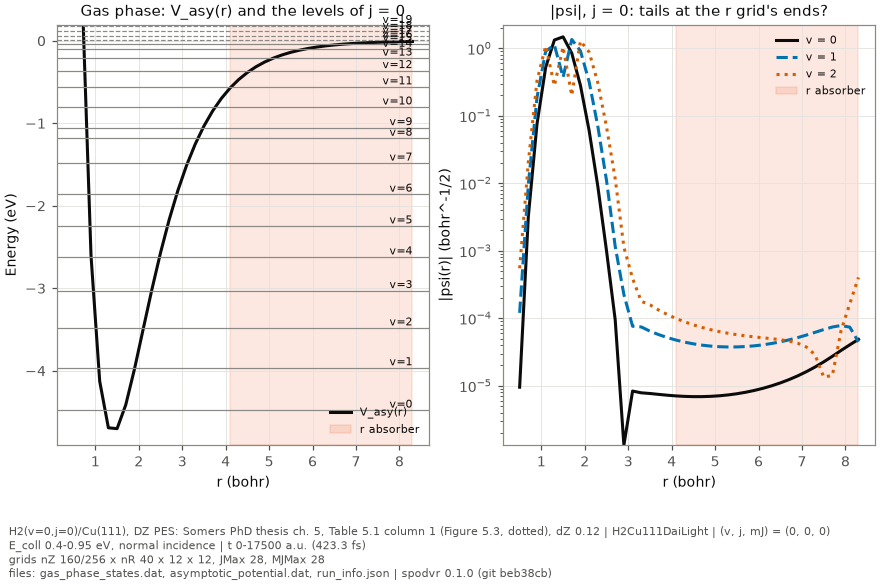 Gas phase: V_asy(r) and the levels of j = 0
|psi|, j = 0: tails at the r grid's ends?
v=19
v=13
v=12
v=11
v=10
v=9
v=8
v=7
v=6
v=5
v=4
v=3
v=2
v=1
v=0
V_asy(r)
r absorber
0
−1
−2
−3
−4
Energy (eV)
1 2 3 4 5 6 7 8
r (bohr)
v = 0
v = 1
v = 2
r absorber
10^0
10^−1
10^−2
10^−3
10^−4
10^−5
|psi(r)| (bohr^-1/2)
1 2 3 4 5 6 7 8
r (bohr)
H2(v=0,j=0)/Cu(111), DZ PES: Somers PhD thesis ch. 5, Table 5.1 column 1 (Figure 5.3, dotted), dZ 0.12 | H2Cu111DaiLight | (v, j, mJ) = (0, 0, 0)
E_coll 0.4-0.95 eV, normal incidence | t 0-17500 a.u. (423.3 fs)
grids nZ 160/256 x nR 40 x 12 x 12, JMax 28, MJMax 28
files: gas_phase_states.dat, asymptotic_potential.dat, run_info.json | spodvr 0.1.0 (git beb38cb)